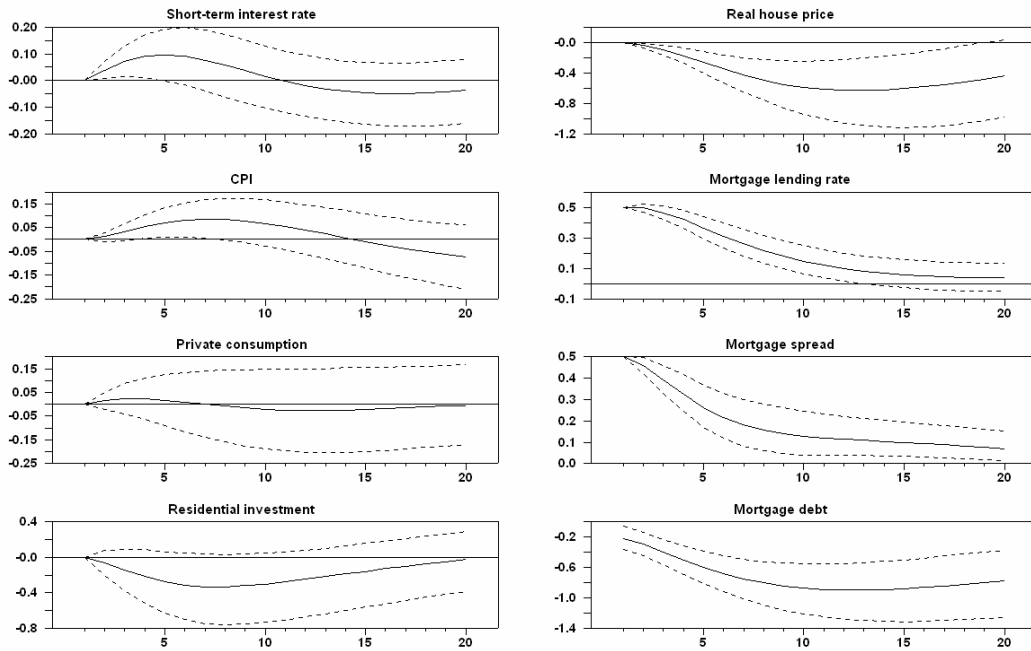 Short-term interest rate
0.20
0.10
-0.00
-0.10
-0.20
5 10 15 20
Real house price
-0.0
-0.4
-0.8
-1.2
5 10 15 20
CPI
0.15
0.05
-0.05
-0.15
-0.25
5 10 15 20
Mortgage lending rate
0.5
0.3
0.1
-0.1
5 10 15 20
Private consumption
0.15
0.05
-0.05
-0.15
-0.25
5 10 15 20
Mortgage spread
0.5
0.4
0.3
0.2
0.1
0.0
5 10 15 20
Residential investment
0.4
-0.0
-0.4
-0.8
5 10 15 20
Mortgage debt
-0.2
-0.6
-1.0
-1.4
5 10 15 20